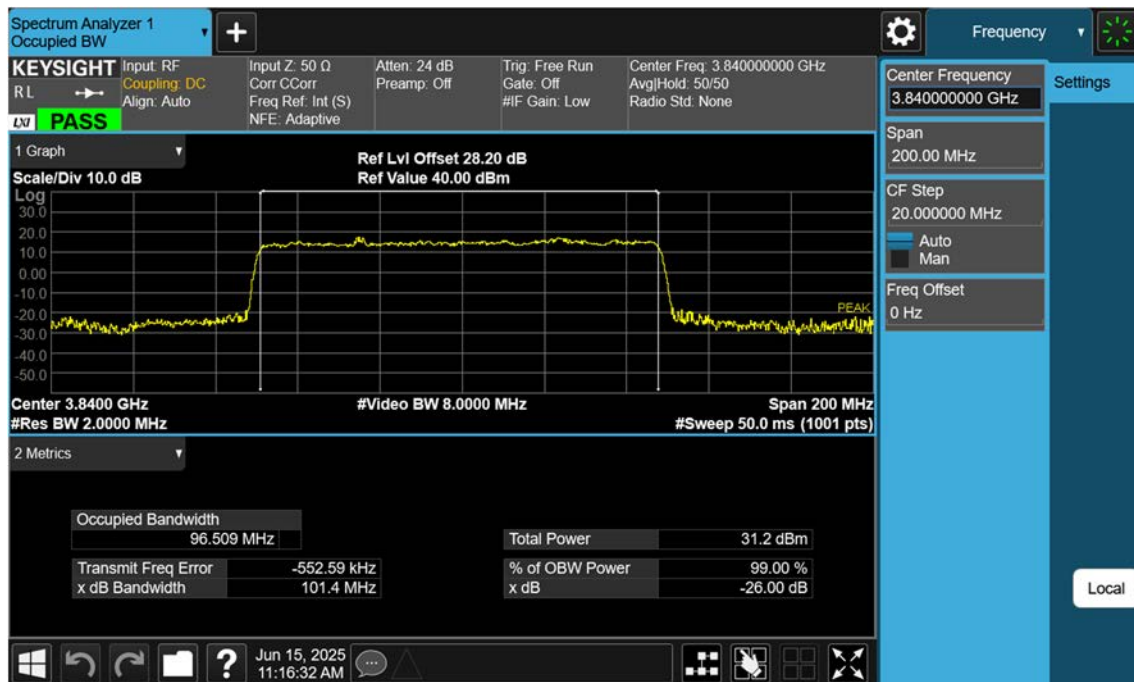 Spectrum Analyzer 1
Occupied BW
+
Frequency
KEYSIGHT
R L
LXI
PASS
Input: RF
Coupling: DC
Align: Auto
Input Z: 50 Ω
Corr CCorr
Freq Ref: Int (S)
NFE: Adaptive
Atten: 24 dB
Preamp: Off
Trig: Free Run
Gate: Off
#IF Gain: Low
Center Freq: 3.840000000 GHz
Avg|Hold: 50/50
Radio Std: None
Center Frequency
3.840000000 GHz
Settings
Span
200.00 MHz
CF Step
20.000000 MHz
Auto
Man
Freq Offset
0 Hz
Local
1 Graph
Scale/Div 10.0 dB
Ref Lvl Offset 28.20 dB
Ref Value 40.00 dBm
Log
30.0
20.0
10.0
0.00
-10.0
-20.0
-30.0
-40.0
-50.0
PEAK
Center 3.8400 GHz
#Video BW 8.0000 MHz
Span 200 MHz
#Res BW 2.0000 MHz
#Sweep 50.0 ms (1001 pts)
2 Metrics
Occupied Bandwidth
96.509 MHz
Total Power 31.2 dBm
Transmit Freq Error -552.59 kHz
% of OBW Power 99.00 %
x dB Bandwidth 101.4 MHz
x dB -26.00 dB
?
Jun 15, 2025
11:16:32 AM